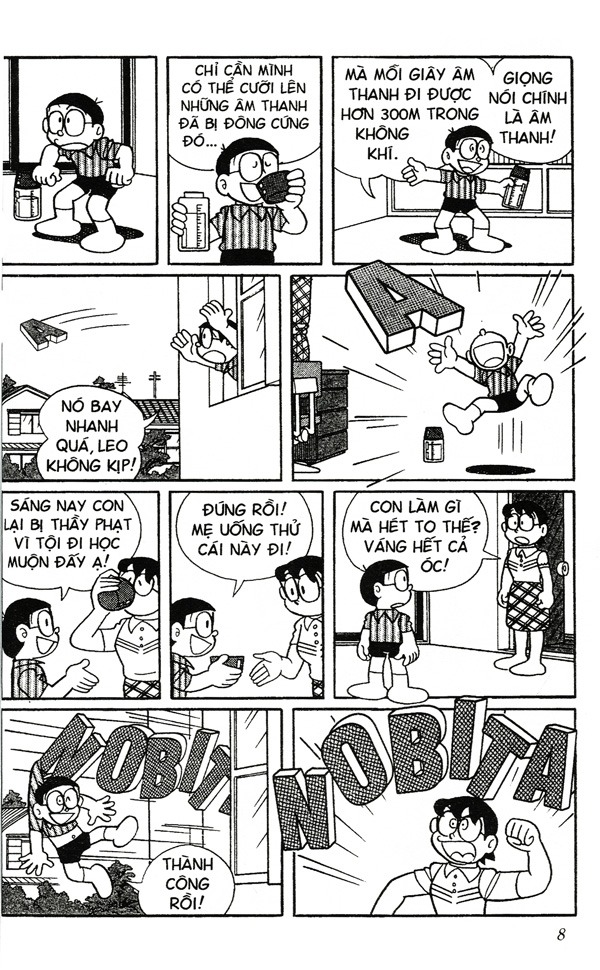 GIỌNG
NÓI CHÍNH
LÀ ÂM
THANH!
MÀ MỖI GIÂY ÂM
THANH ĐI ĐƯỢC
HƠN 300M TRONG
KHÔNG
KHÍ.
CHỈ CẦN MÌNH
CÓ THỂ CƯỠI LÊN
NHỮNG ÂM THANH
ĐÃ BỊ ĐÔNG CỨNG
ĐÓ...
A
A
NÓ BAY
NHANH
QUÁ, LEO
KHÔNG KỊP!
CON LÀM GÌ
MÀ HÉT TO THẾ?
VÁNG HẾT CẢ
ÓC!
ĐÚNG RỒI!
MẸ UỐNG THỬ
CÁI NÀY ĐI!
SÁNG NAY CON
LẠI BỊ THẦY PHẠT
VÌ TỘI ĐI HỌC
MUỘN ĐẤY Ạ!
NOBITA
NOBITA
THÀNH
CÔNG
RỒI!
8